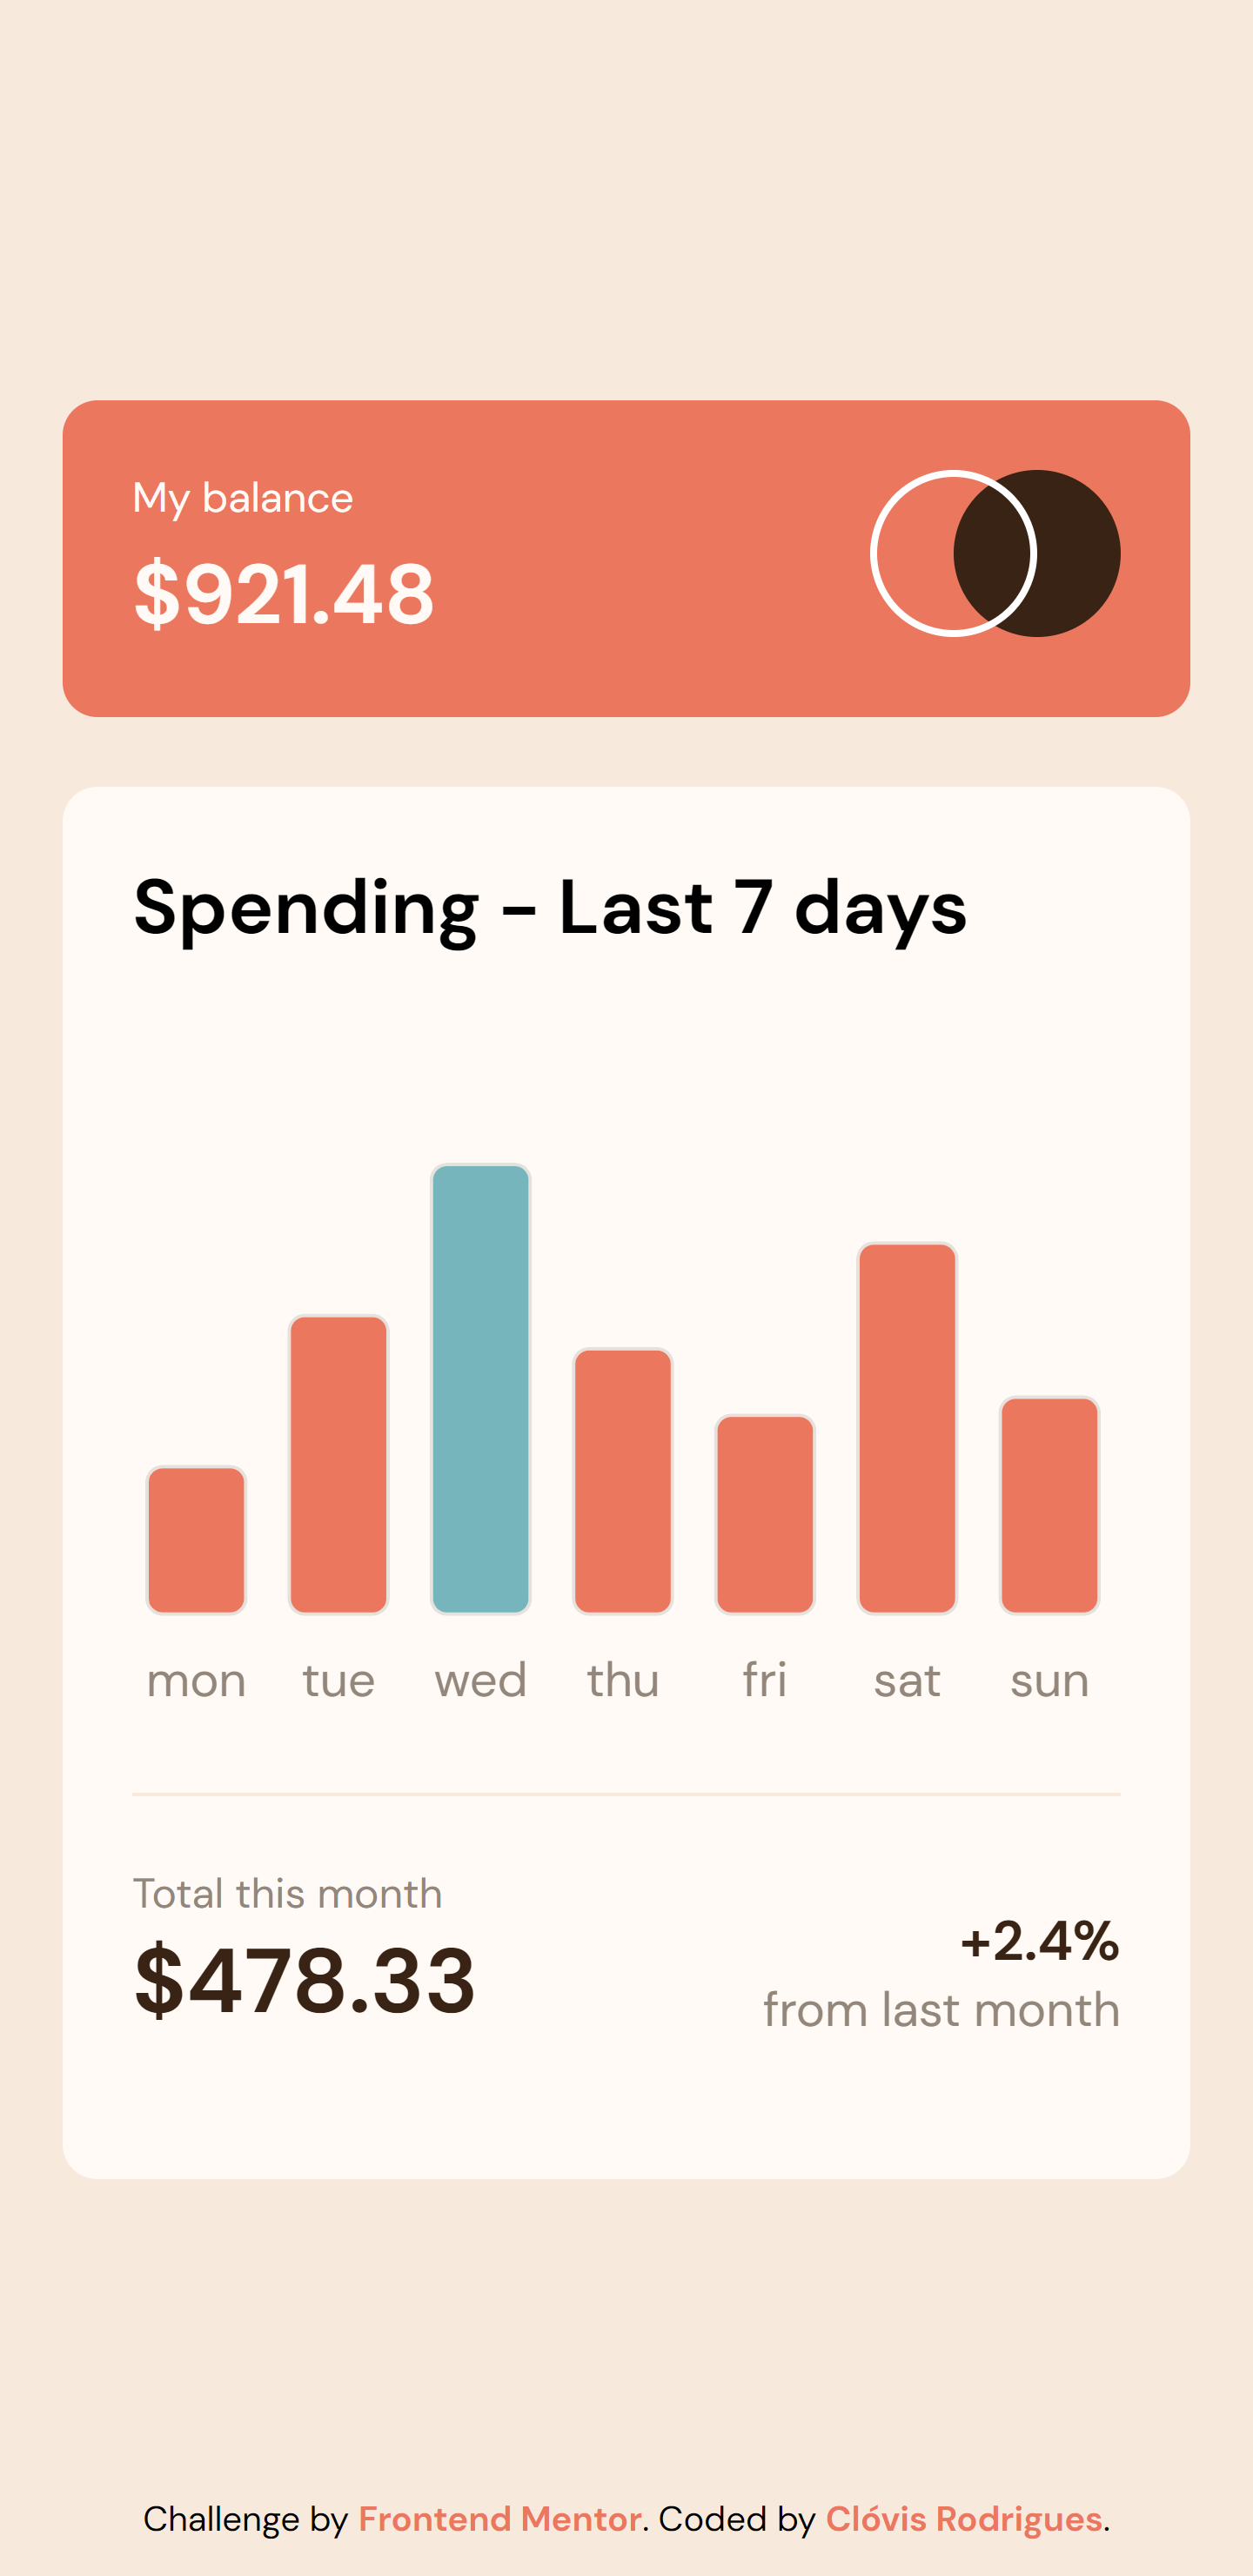 My balance
$921.48
Spending - Last 7 days
mon tue wed thu fri sat sun
Total this month
$478.33
+2.4%
from last month
Challenge by Frontend Mentor. Coded by Clóvis Rodrigues.